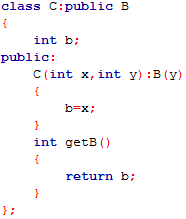 class C:public B
{
    int b;
public:
    C(int x,int y):B(y)
    {
        b=x;
    }
    int getB()
    {
        return b;
    }
};